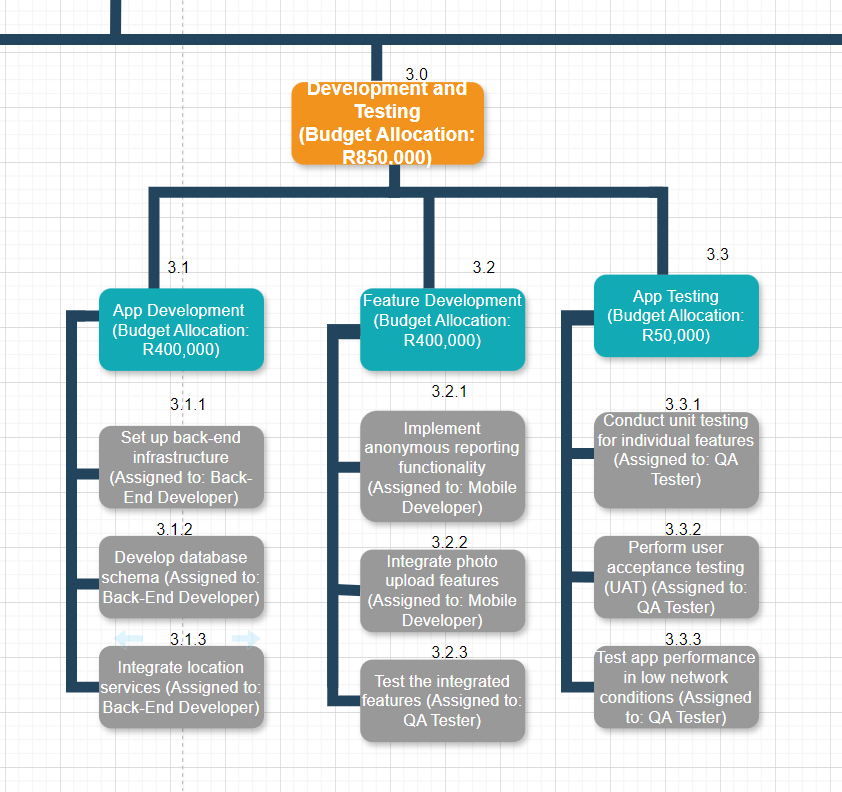 3.0
Development and
Testing
(Budget Allocation:
R850,000)
3.1
App Development
(Budget Allocation:
R400,000)
3.1.1
Set up back-end
infrastructure
(Assigned to: Back-
End Developer)
3.1.2
Develop database
schema (Assigned to:
Back-End Developer)
3.1.3
Integrate location
services (Assigned to:
Back-End Developer)
3.2
Feature Development
(Budget Allocation:
R400,000)
3.2.1
Implement
anonymous reporting
functionality
(Assigned to: Mobile
Developer)
3.2.2
Integrate photo
upload features
(Assigned to: Mobile
Developer)
3.2.3
Test the integrated
features (Assigned to:
QA Tester)
3.3
App Testing
(Budget Allocation:
R50,000)
3.3.1
Conduct unit testing
for individual features
(Assigned to: QA
Tester)
3.3.2
Perform user
acceptance testing
(UAT) (Assigned to:
QA Tester)
3.3.3
Test app performance
in low network
conditions (Assigned
to: QA Tester)